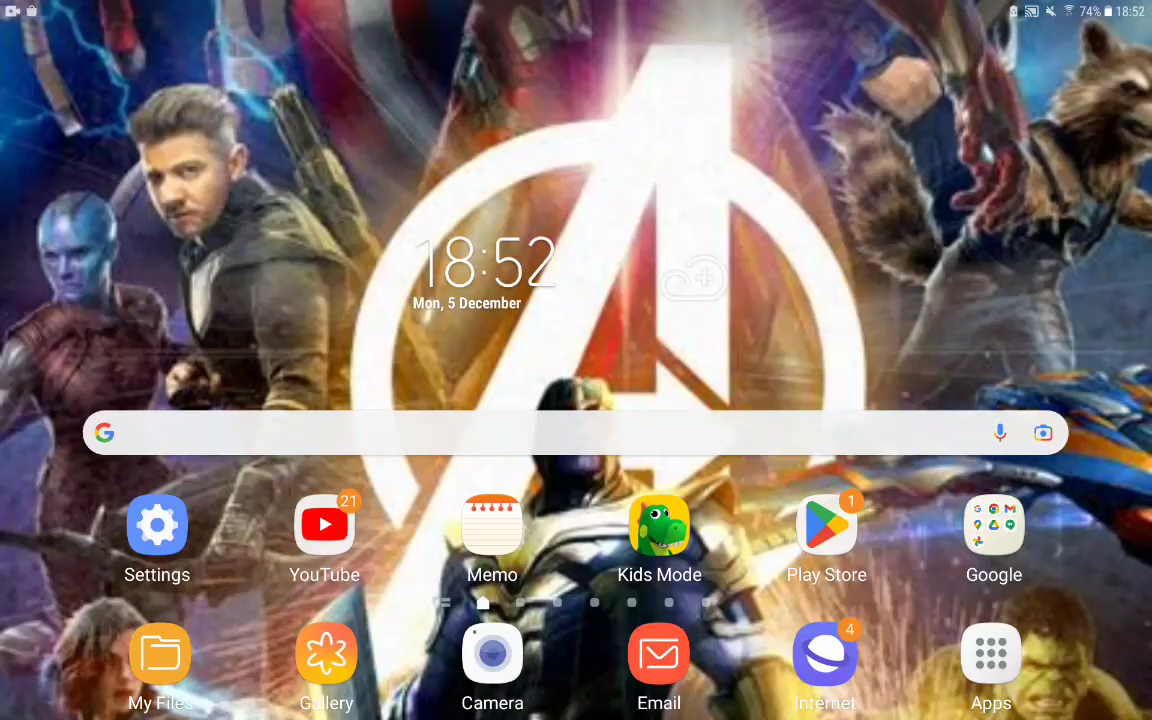 74% 18:52
18:52
Mon, 5 December
21
1
Settings
YouTube
Memo
Kids Mode
Play Store
Google
4
My Files
Gallery
Camera
Email
Internet
Apps